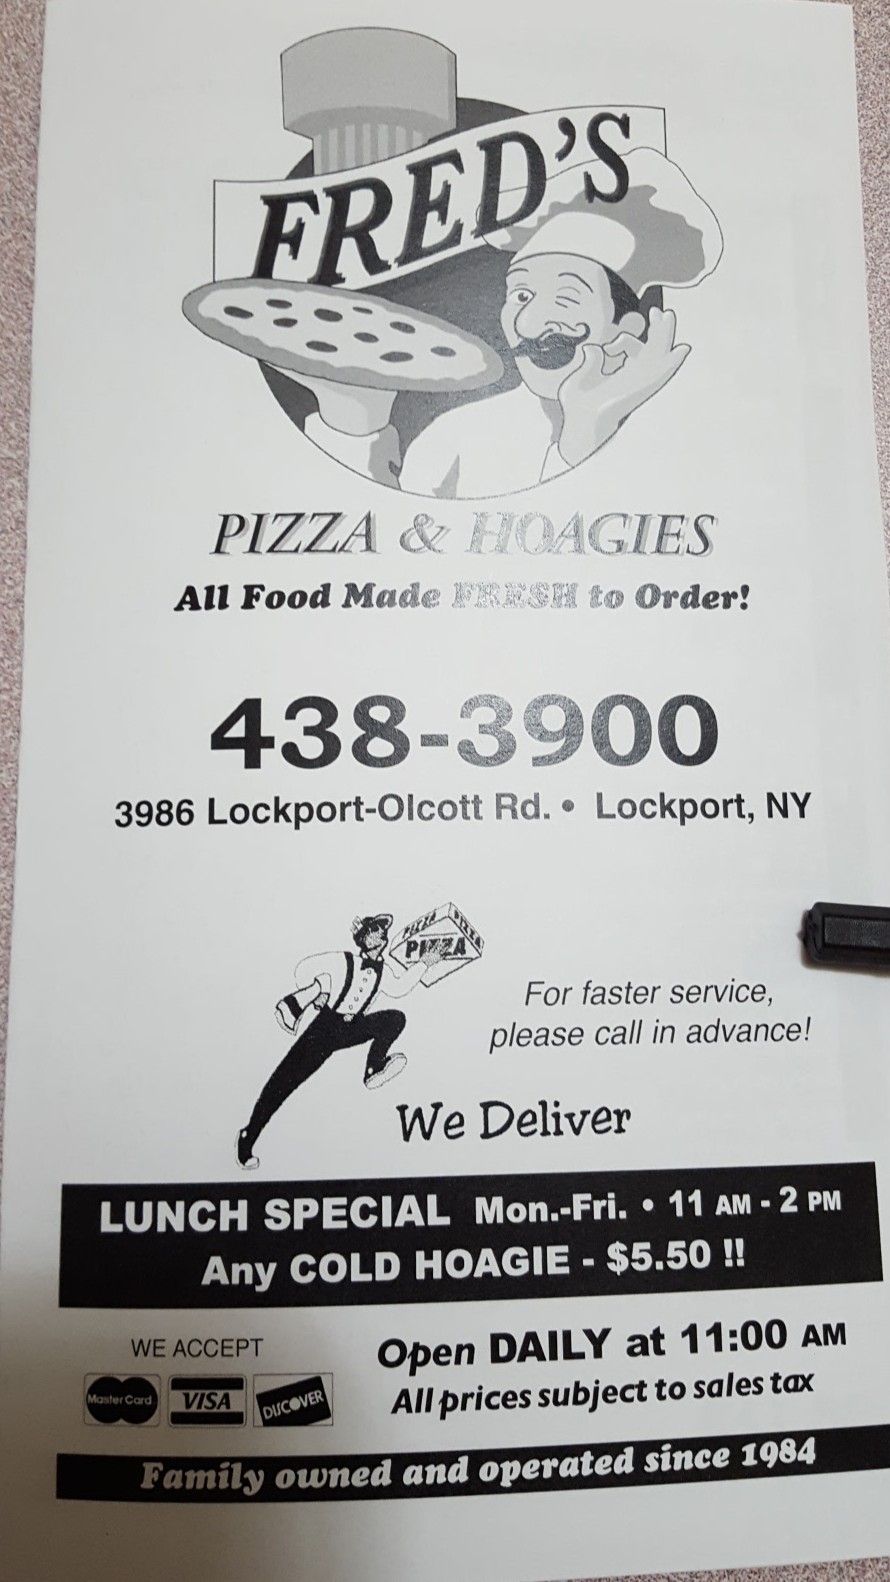 FRED'S
PIZZA & HOAGIES
All Food Made FRESH to Order!
438-3900
3986 Lockport-Olcott Rd. • Lockport, NY
PIZZA PIZZA
PIZZA
For faster service,
please call in advance!
We Deliver
LUNCH SPECIAL Mon.-Fri. • 11 AM - 2 PM
Any COLD HOAGIE - $5.50 !!
WE ACCEPT
MasterCard VISA DISCOVER
Open DAILY at 11:00 AM
All prices subject to sales tax
Family owned and operated since 1984